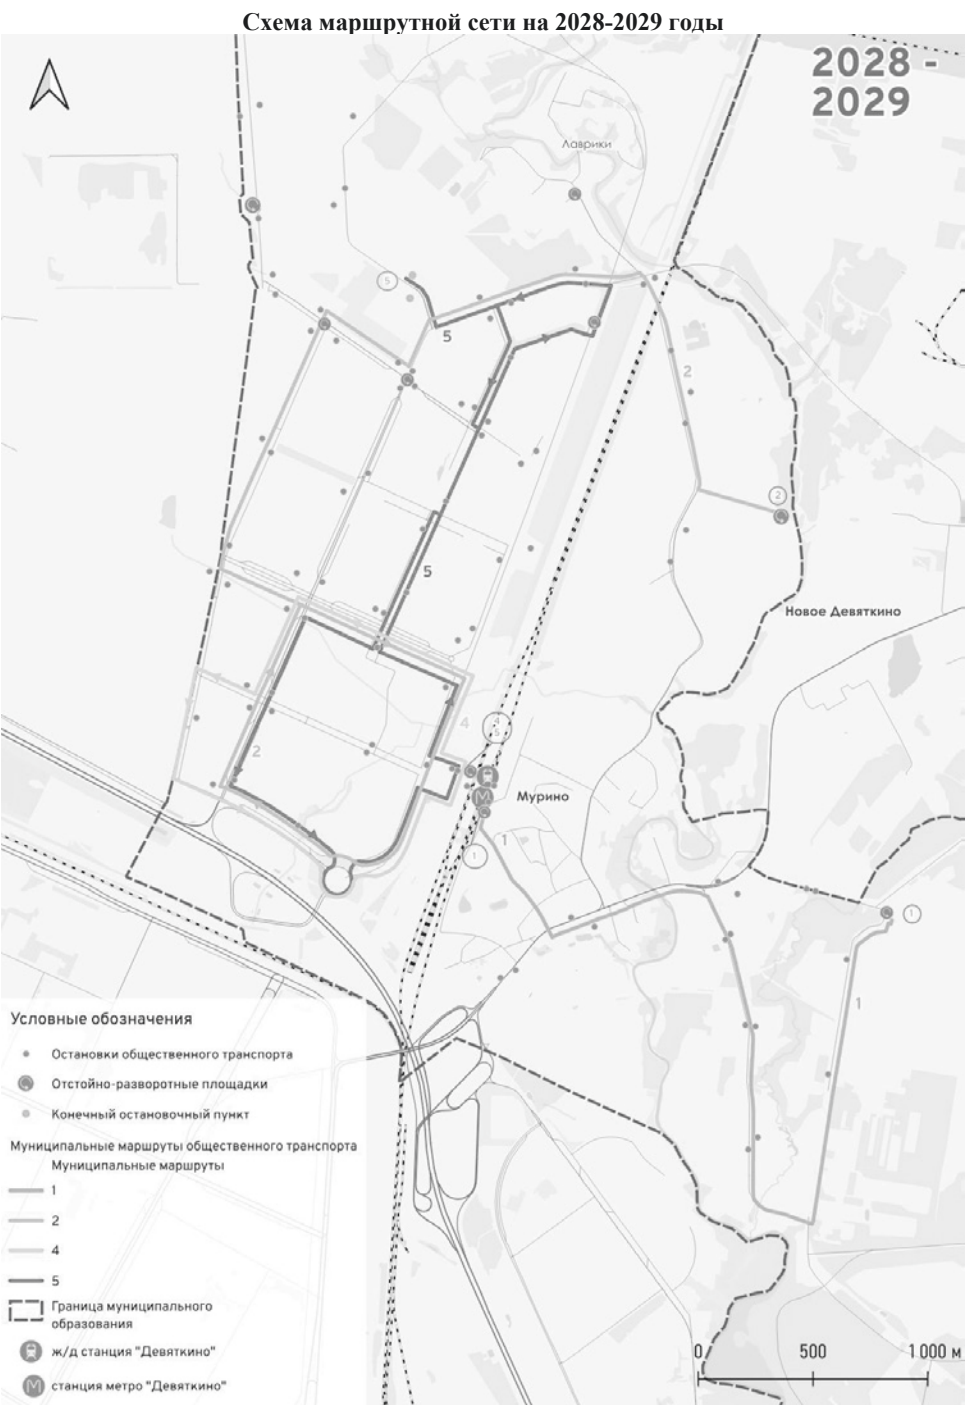 Схема маршрутной сети на 2028-2029 годы
2028 -
2029
Лаврики
5
5
2
2
5
Новое Девяткино
4
5
4
2
Мурино
1
1
1
1
Условные обозначения
Остановки общественного транспорта
Отстойно-разворотные площадки
Конечный остановочный пункт
Муниципальные маршруты общественного транспорта
Муниципальные маршруты
1
2
4
5
Граница муниципального
образования
ж/д станция "Девяткино"
М
станция метро "Девяткино"
М
0 500 1 000 м